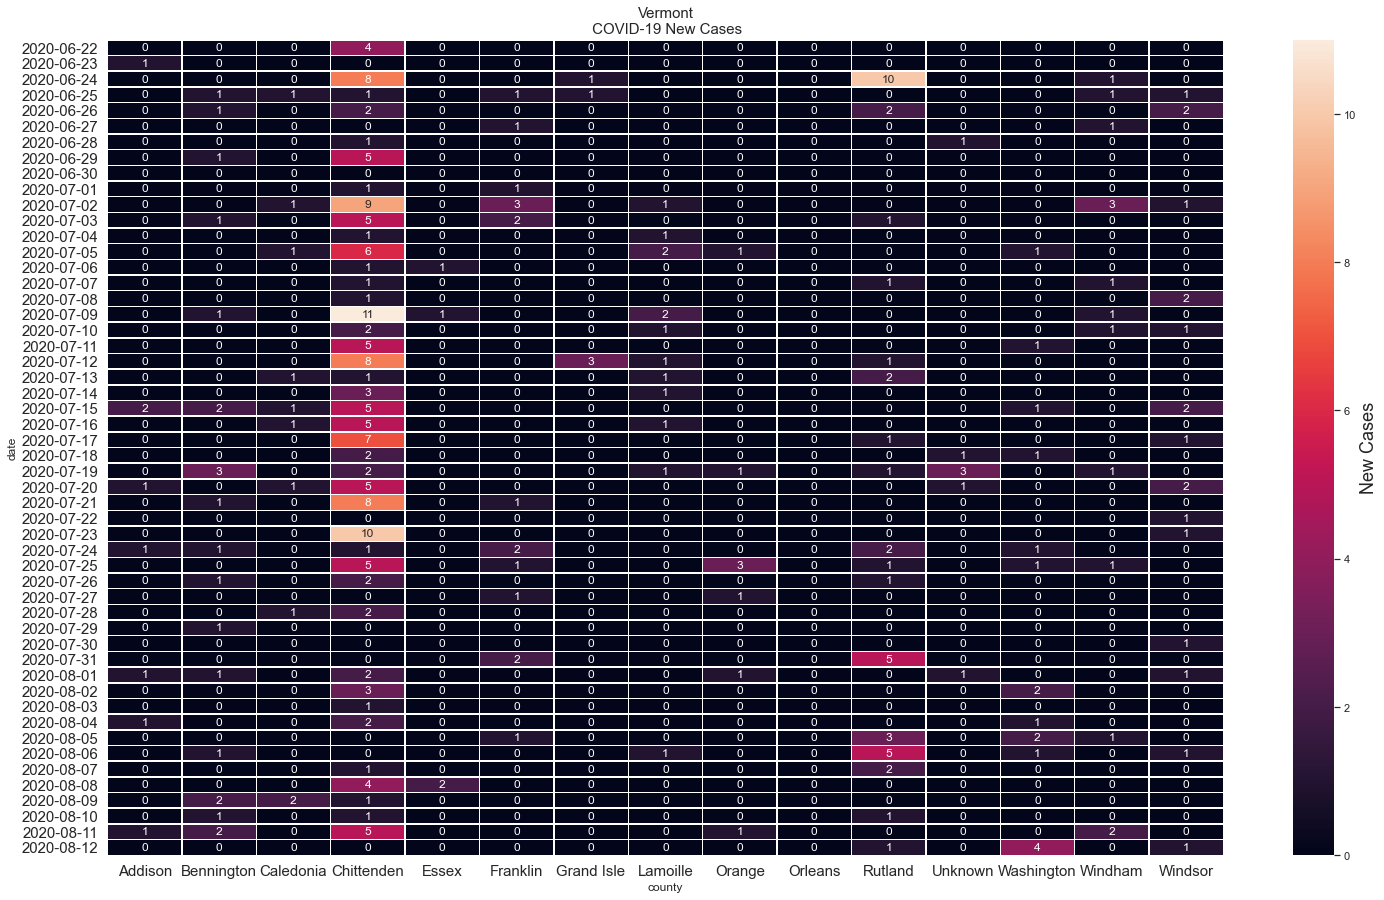 Vermont
COVID-19 New Cases
2020-06-22 0 0 0 4 0 0 0 0 0 0 0 0 0 0 0
2020-06-23 1 0 0 0 0 0 0 0 0 0 0 0 0 0 0
2020-06-24 0 0 0 8 0 0 1 0 0 0 10 0 0 1 0
2020-06-25 0 1 1 1 0 1 1 0 0 0 0 0 0 1 1
2020-06-26 0 1 0 2 0 0 0 0 0 0 2 0 0 0 2
2020-06-27 0 0 0 0 0 1 0 0 0 0 0 0 0 1 0
2020-06-28 0 0 0 1 0 0 0 0 0 0 0 1 0 0 0
2020-06-29 0 1 0 5 0 0 0 0 0 0 0 0 0 0 0
2020-06-30 0 0 0 0 0 0 0 0 0 0 0 0 0 0 0
2020-07-01 0 0 0 1 0 1 0 0 0 0 0 0 0 0 0
2020-07-02 0 0 1 9 0 3 0 1 0 0 0 0 0 3 1
2020-07-03 0 1 0 5 0 2 0 0 0 0 1 0 0 0 0
2020-07-04 0 0 0 1 0 0 0 1 0 0 0 0 0 0 0
2020-07-05 0 0 1 6 0 0 0 2 1 0 0 0 1 0 0
2020-07-06 0 0 0 1 1 0 0 0 0 0 0 0 0 0 0
2020-07-07 0 0 0 1 0 0 0 0 0 0 1 0 0 1 0
2020-07-08 0 0 0 1 0 0 0 0 0 0 0 0 0 0 2
2020-07-09 0 1 0 11 1 0 0 2 0 0 0 0 0 1 0
2020-07-10 0 0 0 2 0 0 0 1 0 0 0 0 0 1 1
2020-07-11 0 0 0 5 0 0 0 0 0 0 0 0 1 0 0
2020-07-12 0 0 0 8 0 0 3 1 0 0 1 0 0 0 0
2020-07-13 0 0 1 1 0 0 0 1 0 0 2 0 0 0 0
2020-07-14 0 0 0 3 0 0 0 1 0 0 0 0 0 0 0
2020-07-15 2 2 1 5 0 0 0 0 0 0 0 0 1 0 2
2020-07-16 0 0 1 5 0 0 0 1 0 0 0 0 0 0 0
2020-07-17 0 0 0 7 0 0 0 0 0 0 1 0 0 0 1
2020-07-18 0 0 0 2 0 0 0 0 0 0 0 1 1 0 0
2020-07-19 0 3 0 2 0 0 0 1 1 0 1 3 0 1 0
2020-07-20 1 0 1 5 0 0 0 0 0 0 0 1 0 0 2
2020-07-21 0 1 0 8 0 1 0 0 0 0 0 0 0 0 0
2020-07-22 0 0 0 0 0 0 0 0 0 0 0 0 0 0 1
2020-07-23 0 0 0 10 0 0 0 0 0 0 0 0 0 0 1
2020-07-24 1 1 0 1 0 2 0 0 0 0 2 0 1 0 0
2020-07-25 0 0 0 5 0 1 0 0 3 0 1 0 1 1 0
2020-07-26 0 1 0 2 0 0 0 0 0 0 1 0 0 0 0
2020-07-27 0 0 0 0 0 1 0 0 1 0 0 0 0 0 0
2020-07-28 0 0 1 2 0 0 0 0 0 0 0 0 0 0 0
2020-07-29 0 1 0 0 0 0 0 0 0 0 0 0 0 0 0
2020-07-30 0 0 0 0 0 0 0 0 0 0 0 0 0 0 1
2020-07-31 0 0 0 0 0 2 0 0 0 0 5 0 0 0 0
2020-08-01 1 1 0 2 0 0 0 0 1 0 0 1 0 0 1
2020-08-02 0 0 0 3 0 0 0 0 0 0 0 0 2 0 0
2020-08-03 0 0 0 1 0 0 0 0 0 0 0 0 0 0 0
2020-08-04 1 0 0 2 0 0 0 0 0 0 0 0 1 0 0
2020-08-05 0 0 0 0 0 1 0 0 0 0 3 0 2 1 0
2020-08-06 0 1 0 0 0 0 0 1 0 0 5 0 1 0 1
2020-08-07 0 0 0 1 0 0 0 0 0 0 2 0 0 0 0
2020-08-08 0 0 0 4 2 0 0 0 0 0 0 0 0 0 0
2020-08-09 0 2 2 1 0 0 0 0 0 0 0 0 0 0 0
2020-08-10 0 1 0 1 0 0 0 0 0 0 1 0 0 0 0
2020-08-11 1 2 0 5 0 0 0 0 1 0 0 0 0 2 0
2020-08-12 0 0 0 0 0 0 0 0 0 0 1 0 4 0 1
Addison Bennington Caledonia Chittenden Essex Franklin Grand Isle Lamoille Orange Orleans Rutland Unknown Washington Windham Windsor
county
date
10
8
6
4
2
0
New Cases